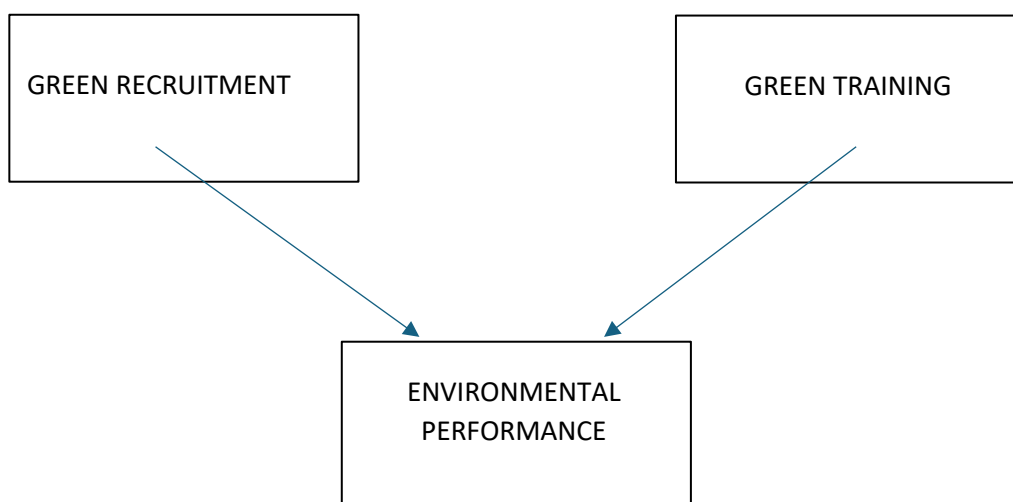 GREEN RECRUITMENT
GREEN TRAINING
ENVIRONMENTAL
PERFORMANCE